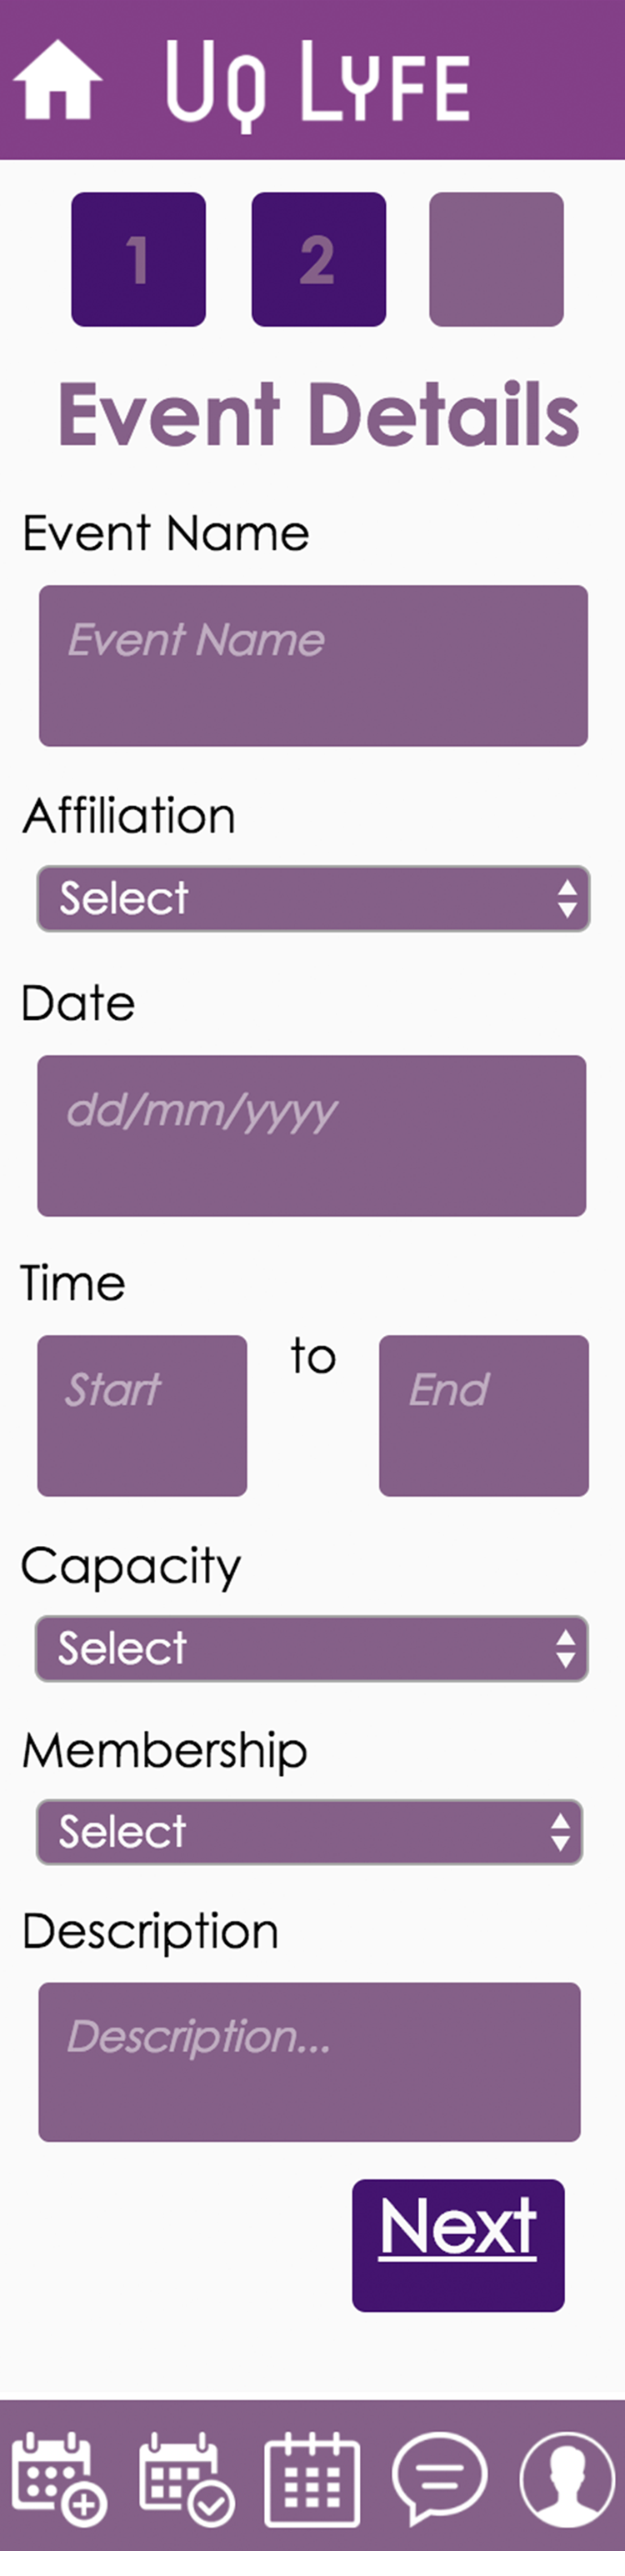 UQ LYFE
1 2
Event Details
Event Name
Event Name
Affiliation
Select
Date
dd/mm/yyyy
Time
Start to End
Capacity
Select
Membership
Select
Description
Description...
Next